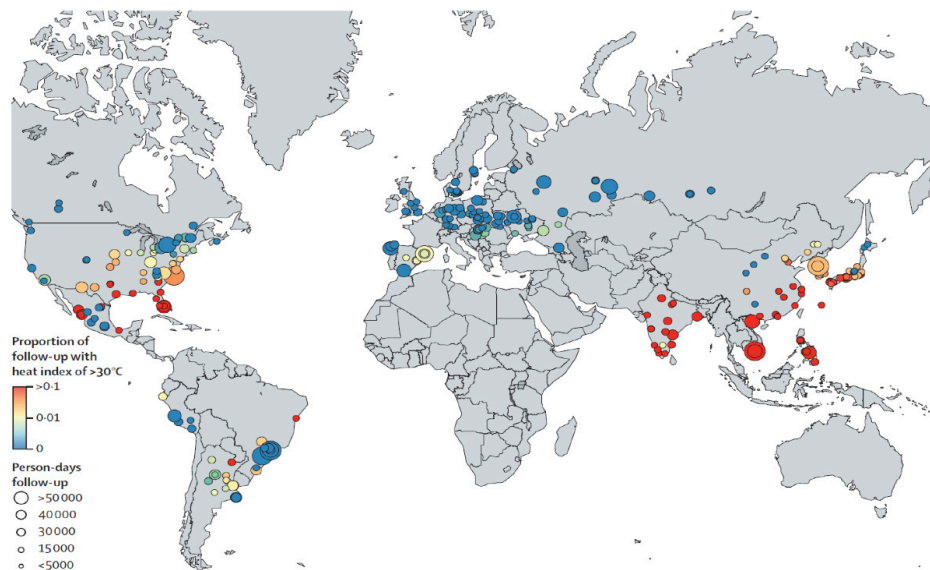 Proportion of
follow-up with
heat index of >30°C
>0·1
0·01
0
Person-days
follow-up
>50 000
40 000
30 000
15 000
<5000